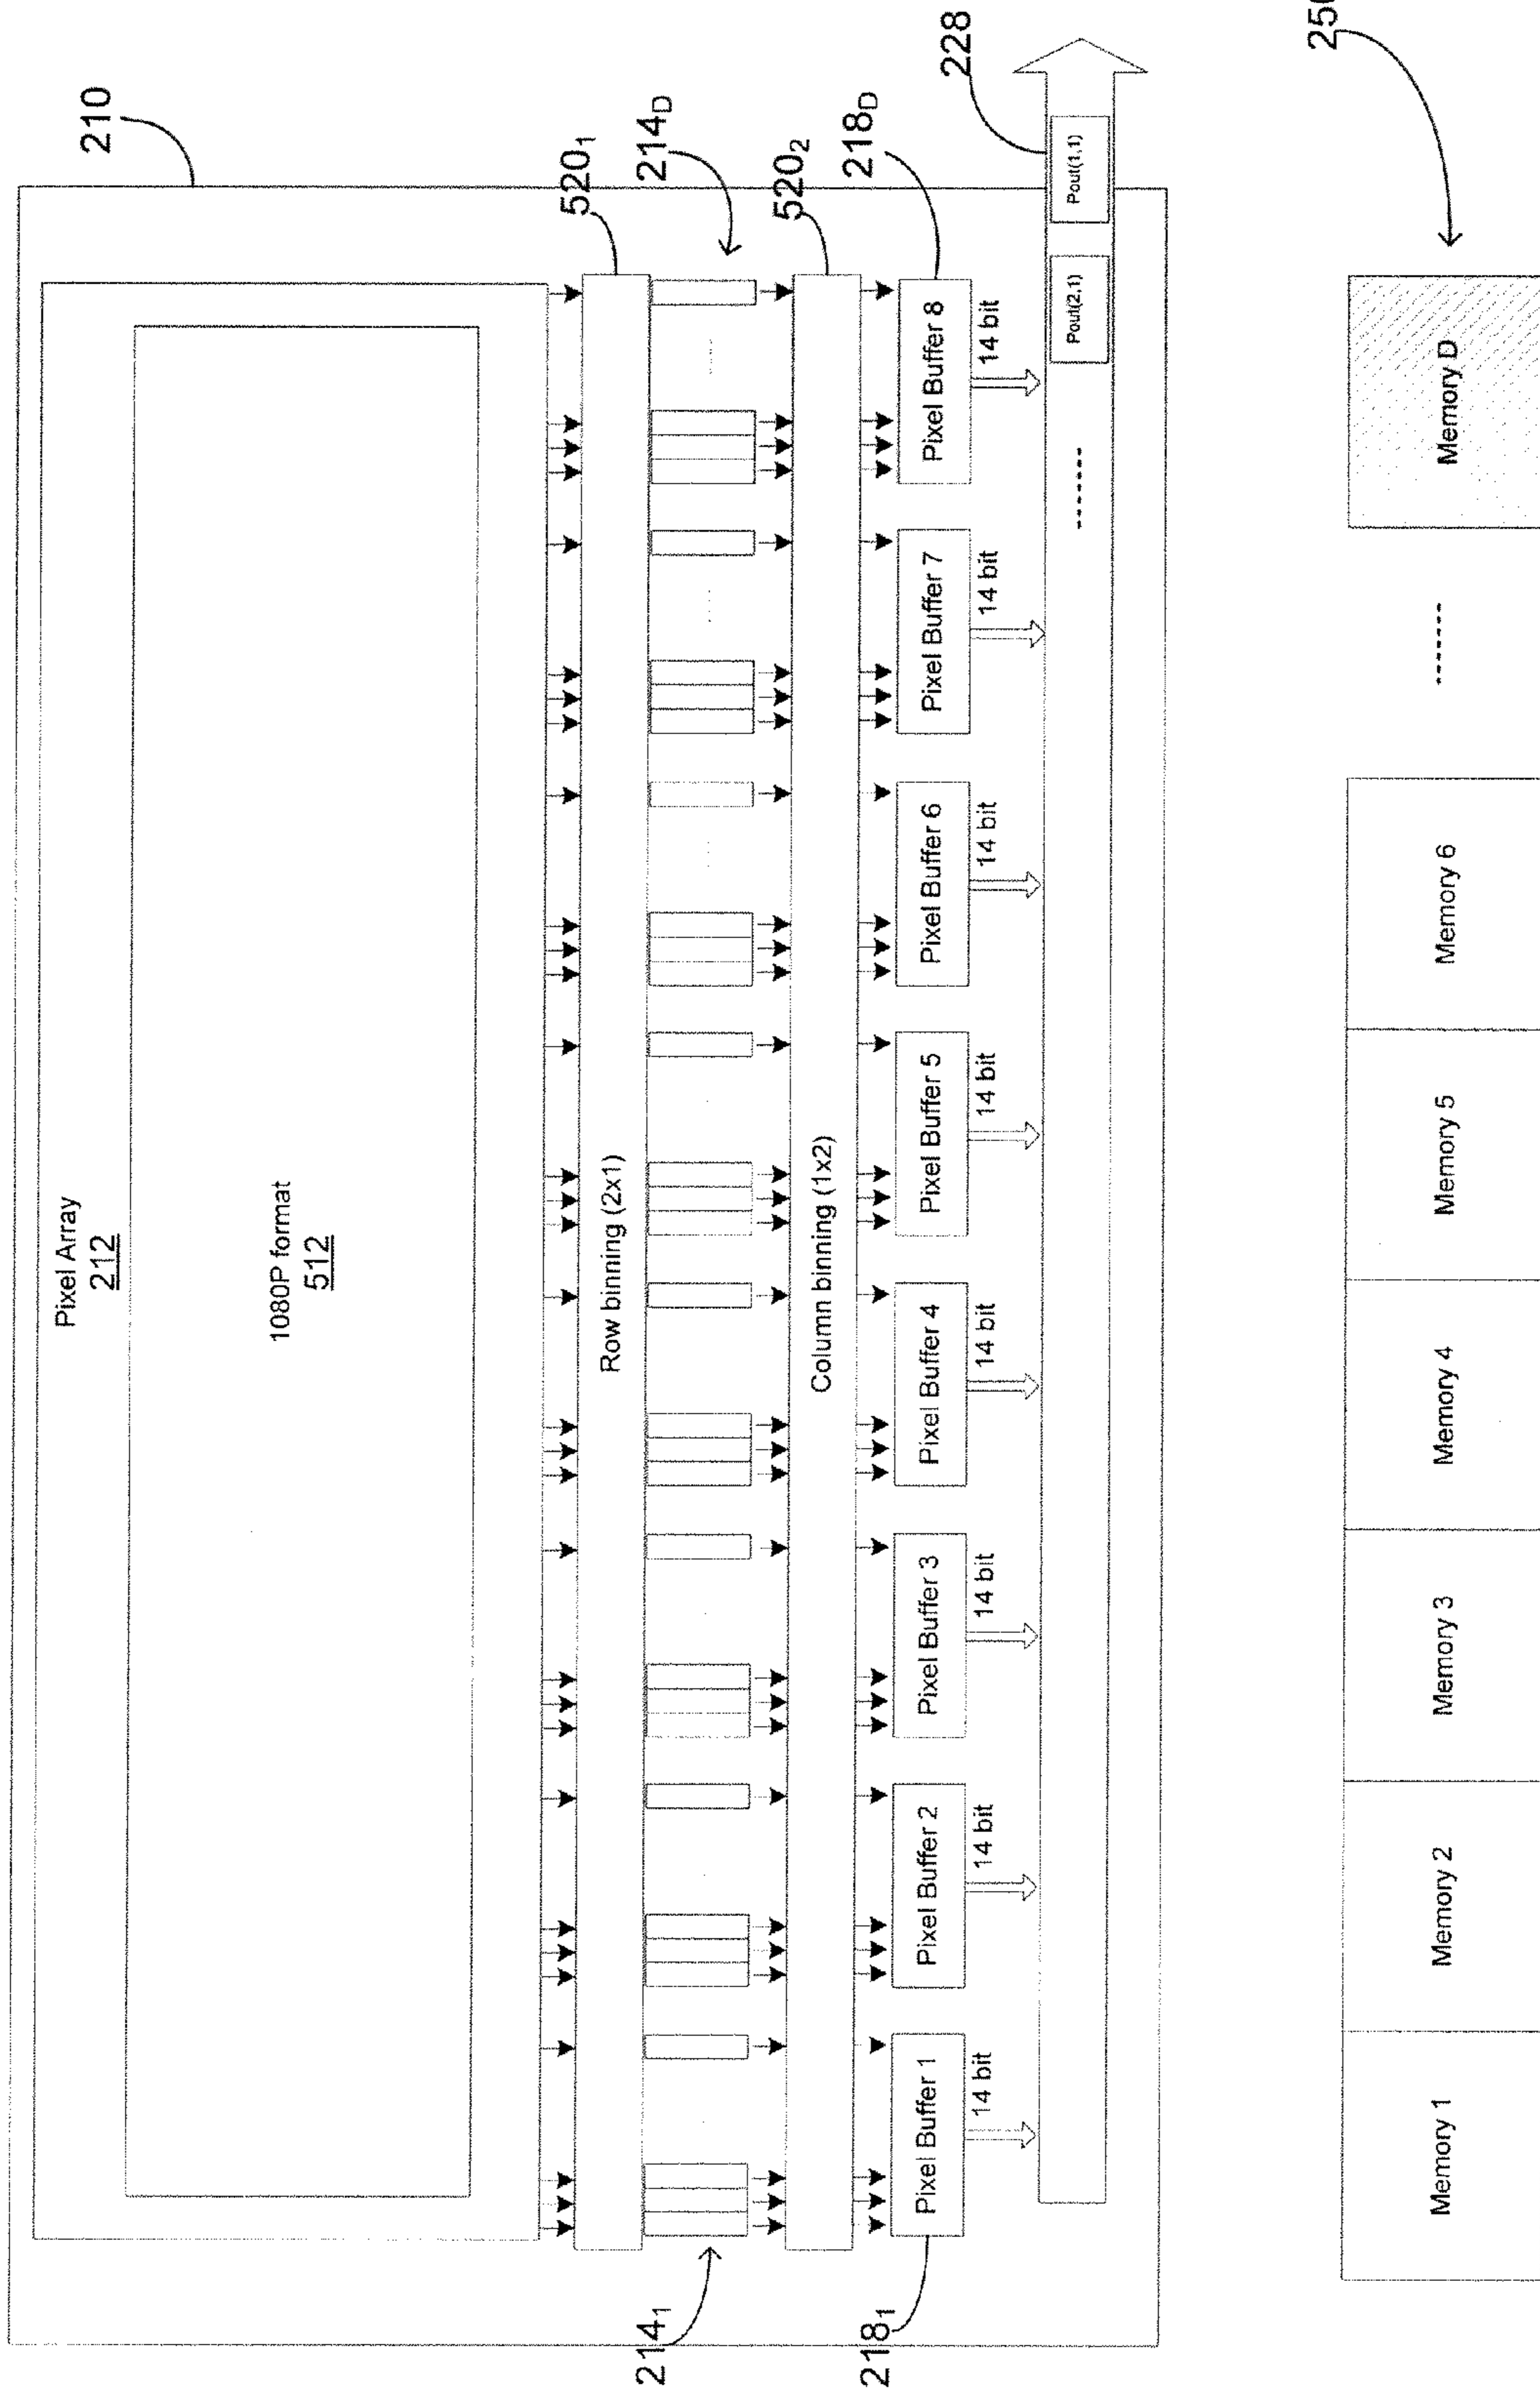 210
Pixel Array
212
1080P format
512
520₁
Row binning (2x1)
214₁
214_D
520₂
Column binning (1x2)
218₁
218_D
Pixel Buffer 1
Pixel Buffer 2
Pixel Buffer 3
Pixel Buffer 4
Pixel Buffer 5
Pixel Buffer 6
Pixel Buffer 7
Pixel Buffer 8
14 bit
14 bit
14 bit
14 bit
14 bit
14 bit
14 bit
14 bit
228
Pout(2,1)
Pout(1,1)
Memory 1
Memory 2
Memory 3
Memory 4
Memory 5
Memory 6
Memory D